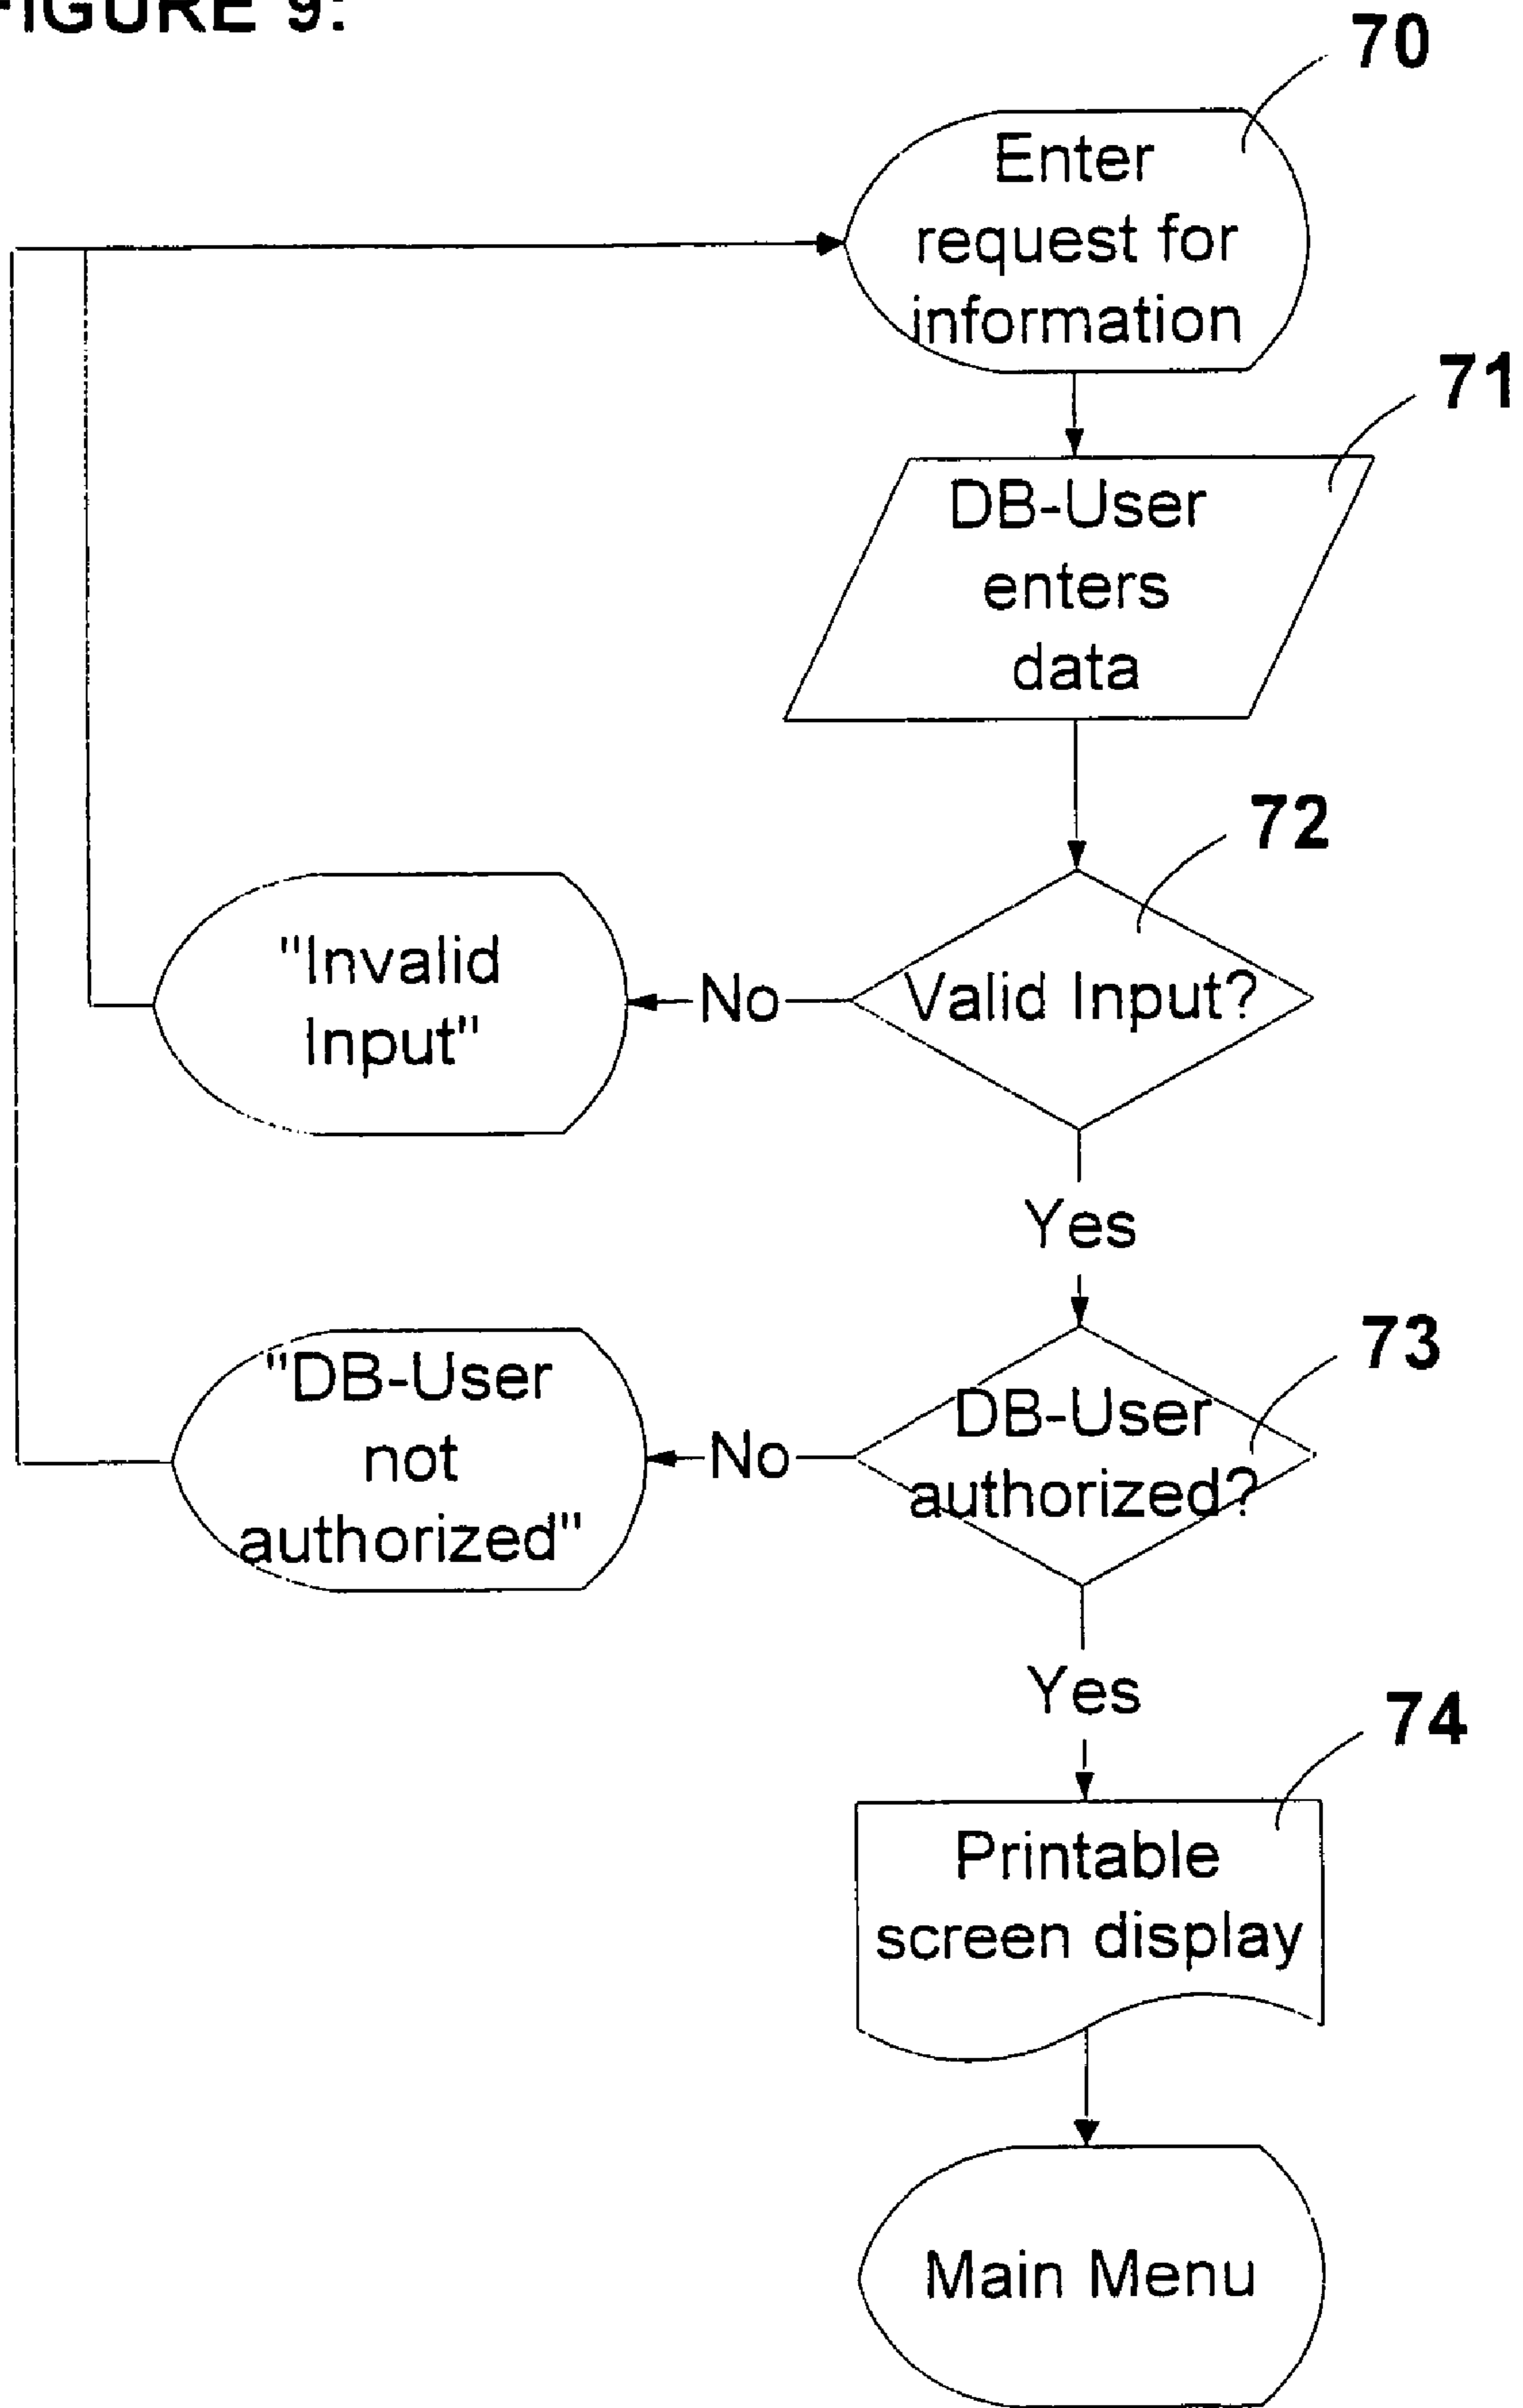 FIGURE 9:
70
Enter
request for
information
71
DB-User
enters
data
72
Valid Input?
No
"Invalid
Input"
Yes
73
DB-User
authorized?
No
"DB-User
not
authorized"
Yes
74
Printable
screen display
Main Menu